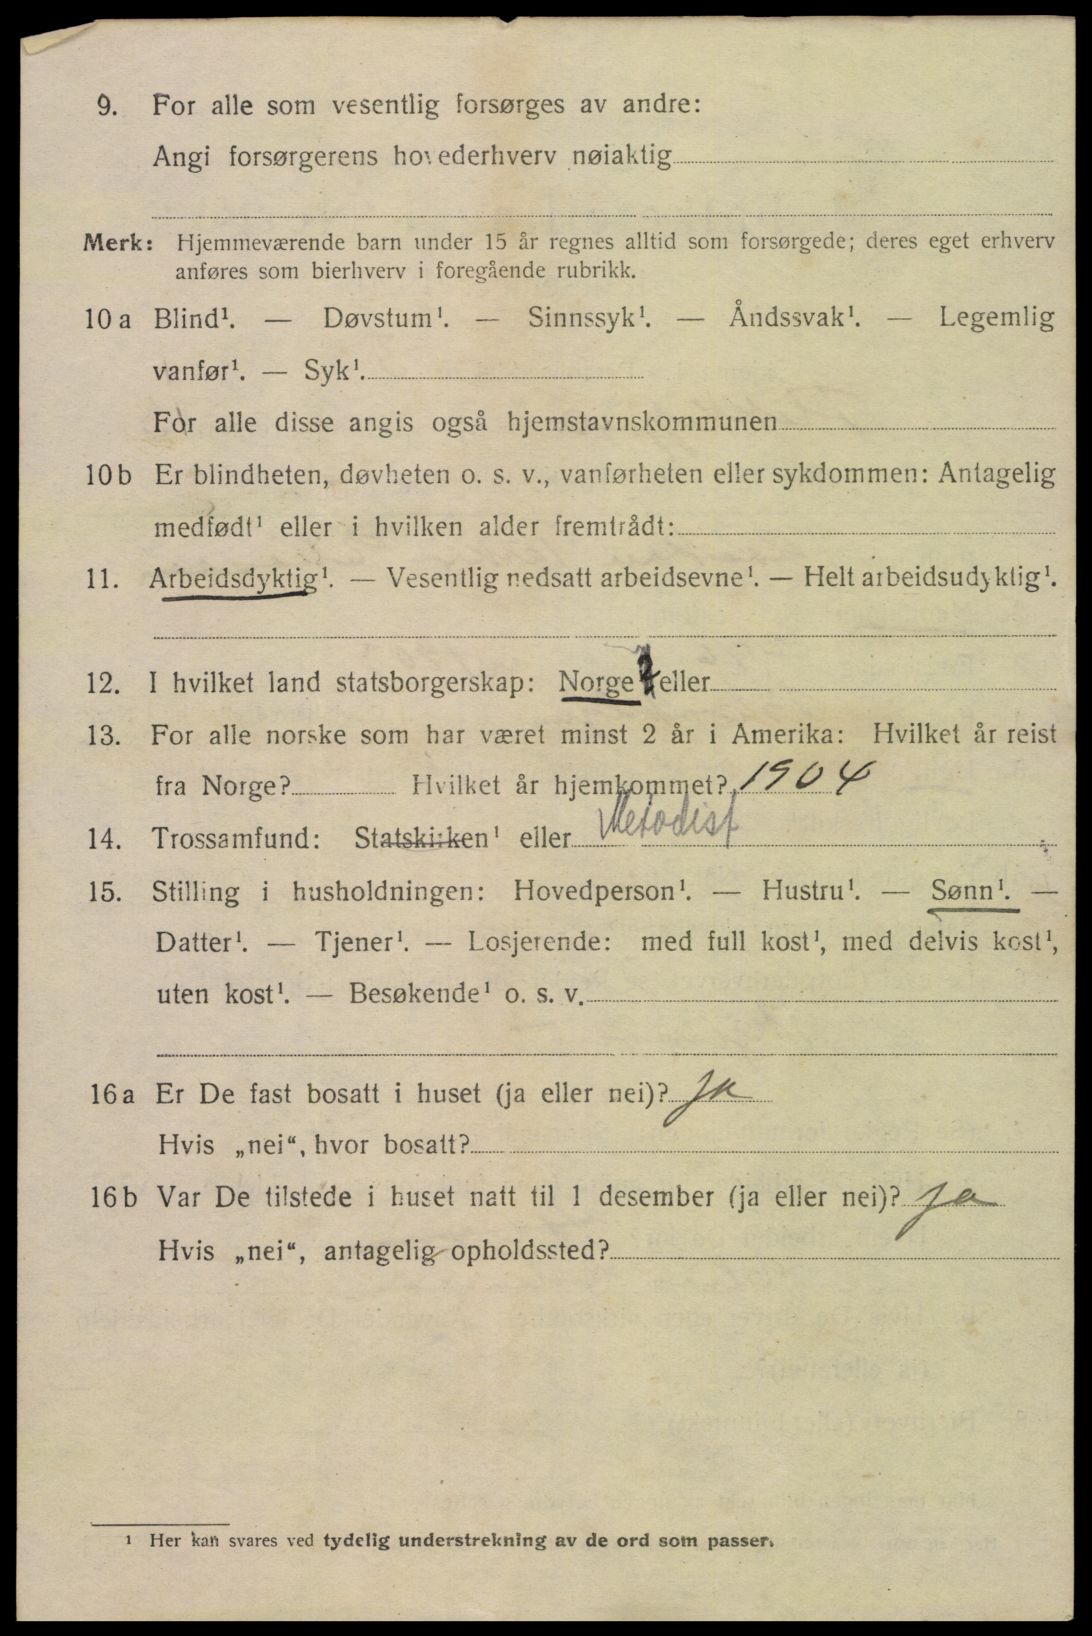 9. For alle som vesentlig forsørges av andre:
Angi forsørgerens hovederhverv nøiaktig
Merk: Hjemmeværende barn under 15 år regnes alltid som forsørgede; deres eget erhverv
anføres som bierhverv i foregående rubrikk.
10 a Blind¹. — Døvstum¹. — Sinnssyk¹. — Åndssvak¹. — Legemlig
vanfør¹. — Syk¹.
For alle disse angis også hjemstavnskommunen
10 b Er blindheten, døvheten o. s. v., vanførheten eller sykdommen: Antagelig
medfødt¹ eller i hvilken alder fremtrådt:
11. Arbeidsdyktig¹. — Vesentlig nedsatt arbeidsevne¹. — Helt arbeidsudyktig¹.
12. I hvilket land statsborgerskap: Norge eller
13. For alle norske som har været minst 2 år i Amerika: Hvilket år reist
fra Norge? Hvilket år hjemkommet? 1904
14. Trossamfund: Statskirken¹ eller Metodist
15. Stilling i husholdningen: Hovedperson¹. — Hustru¹. — Sønn¹. —
Datter¹. — Tjener¹. — Losjerende: med full kost¹, med delvis kost¹,
uten kost¹. — Besøkende¹ o. s. v.
16 a Er De fast bosatt i huset (ja eller nei)? ja
Hvis „nei“, hvor bosatt?
16 b Var De tilstede i huset natt til 1 desember (ja eller nei)? ja
Hvis „nei“, antagelig opholdssted?
¹ Her kan svares ved tydelig understrekning av de ord som passer.